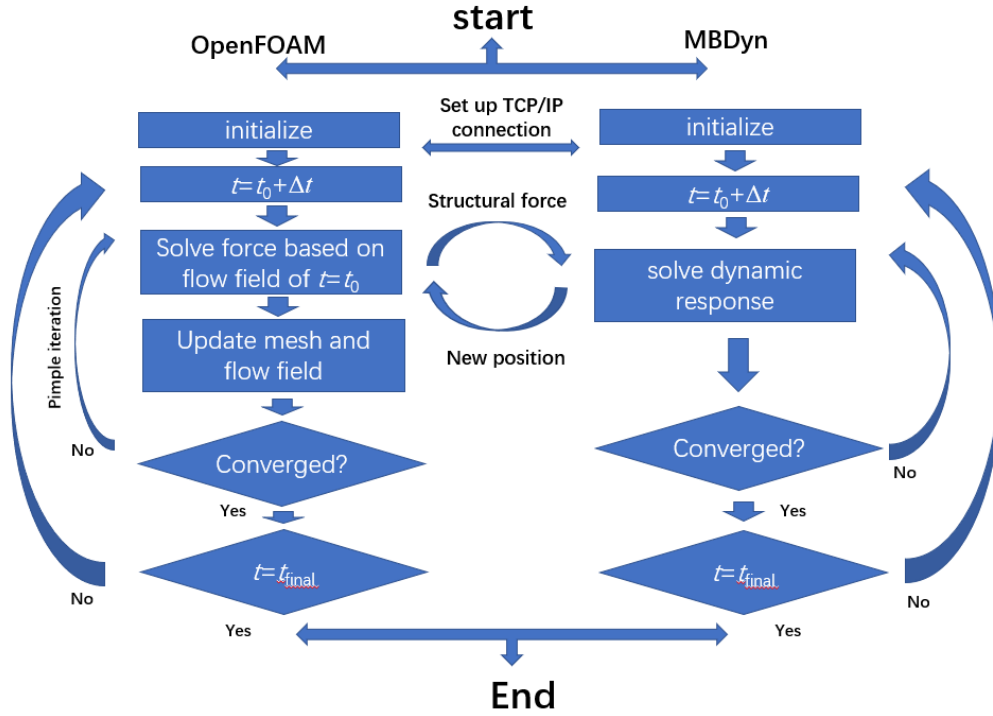 start
OpenFOAM
MBDyn
Set up TCP/IP
connection
initialize
initialize
t=t₀+Δt
t=t₀+Δt
Structural force
Solve force based on
flow field of t=t₀
solve dynamic
response
Pimple iteration
Update mesh and
flow field
New position
No
Converged?
Converged?
No
Yes
Yes
t=t_final
t=t_final
No
No
Yes
Yes
End